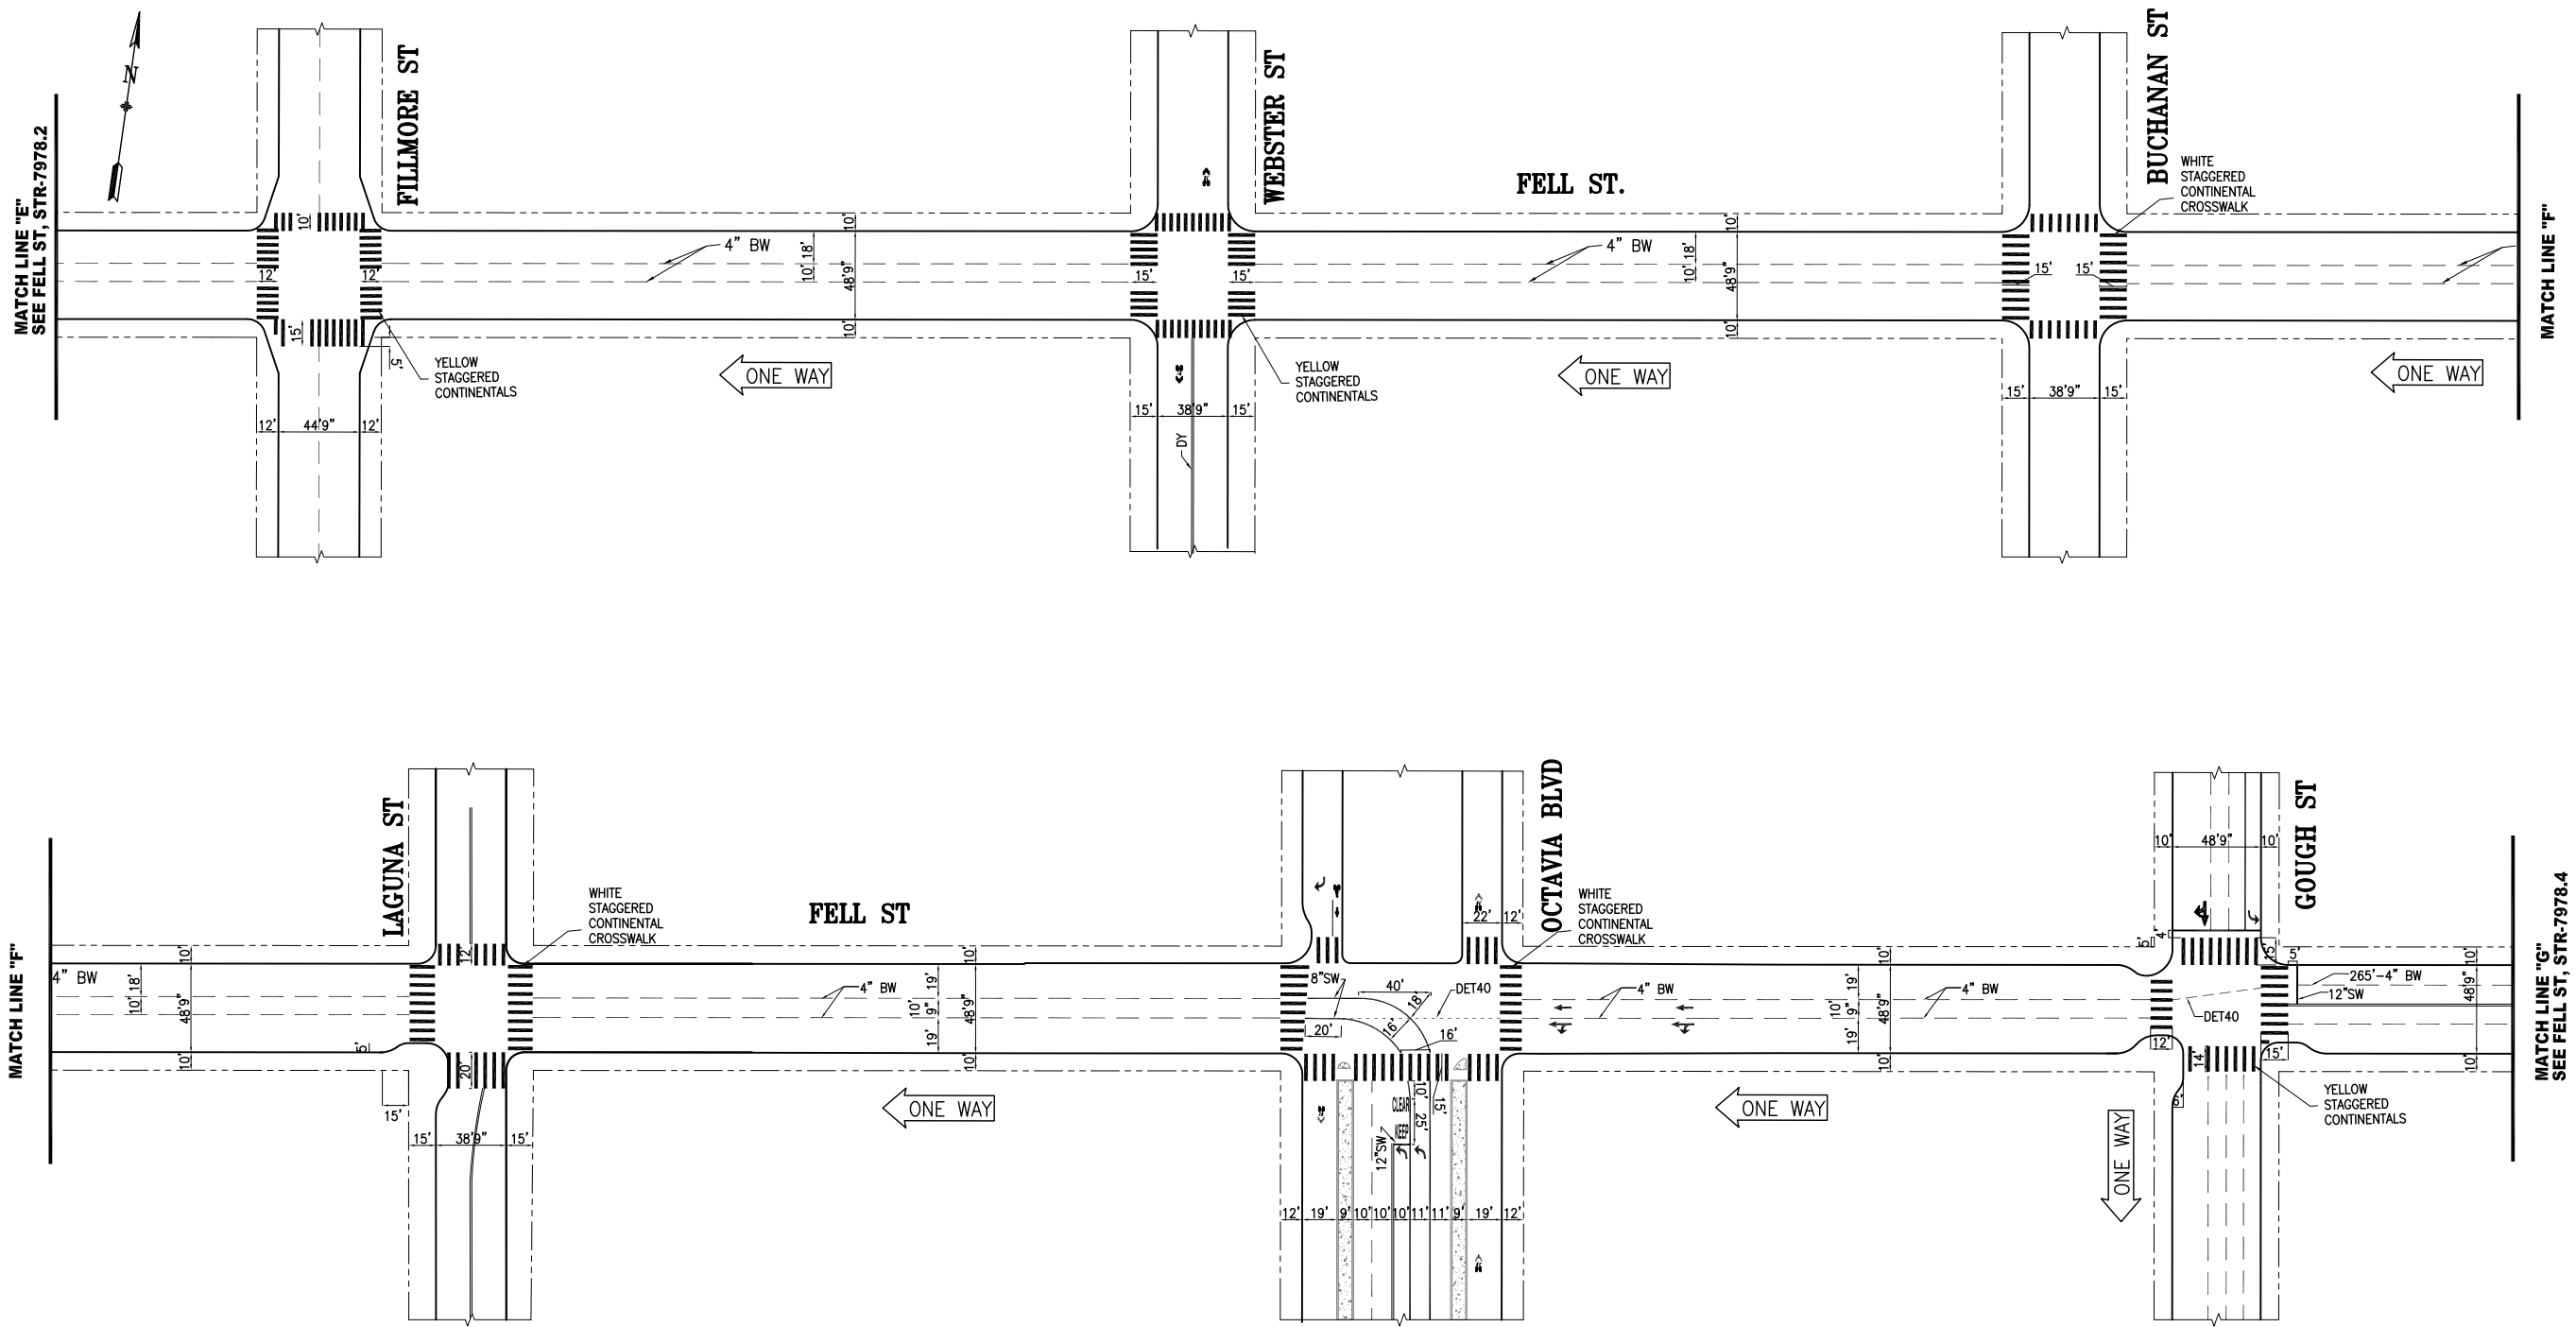 N
MATCH LINE "E"
SEE FELL ST, STR-7978.2
FILLMORE ST
WEBSTER ST
FELL ST.
BUCHANAN ST
WHITE
STAGGERED
CONTINENTAL
CROSSWALK
MATCH LINE "F"
10'
12'
12'
15'
5'
4" BW
18'
10'
10'
48'9"
10'
15'
15'
4" BW
18'
10'
10'
48'9"
10'
15'
15'
YELLOW
STAGGERED
CONTINENTALS
ONE WAY
YELLOW
STAGGERED
CONTINENTALS
ONE WAY
ONE WAY
12'
44'9"
12'
15'
38'9"
15'
DY
15'
38'9"
15'
MATCH LINE "F"
LAGUNA ST
WHITE
STAGGERED
CONTINENTAL
CROSSWALK
FELL ST
OCTAVIA BLVD
WHITE
STAGGERED
CONTINENTAL
CROSSWALK
GOUGH ST
MATCH LINE "G"
SEE FELL ST, STR-7978.4
10'
48'9"
10'
22'
12'
4" BW
18'
10'
10'
48'9"
10'
5'
12'
20'
15'
15'
38'9"
15'
4" BW
19'
10'
9"
19'
10'
48'9"
10'
8"SW
40'
18'
16'
20'
16'
DET40
4" BW
4" BW
19'
10'
9"
19'
10'
48'9"
10'
5'
4'
15'
5'
265'-4" BW
12"SW
DET40
10'
48'9"
10'
12'
14'
15'
6'
YELLOW
STAGGERED
CONTINENTALS
ONE WAY
ONE WAY
ONE WAY
CLEAR
KEEP
10'
25'
15'
12"SW
12'
19'
9'
10'
10'
10'
11'
11'
9'
19'
12'